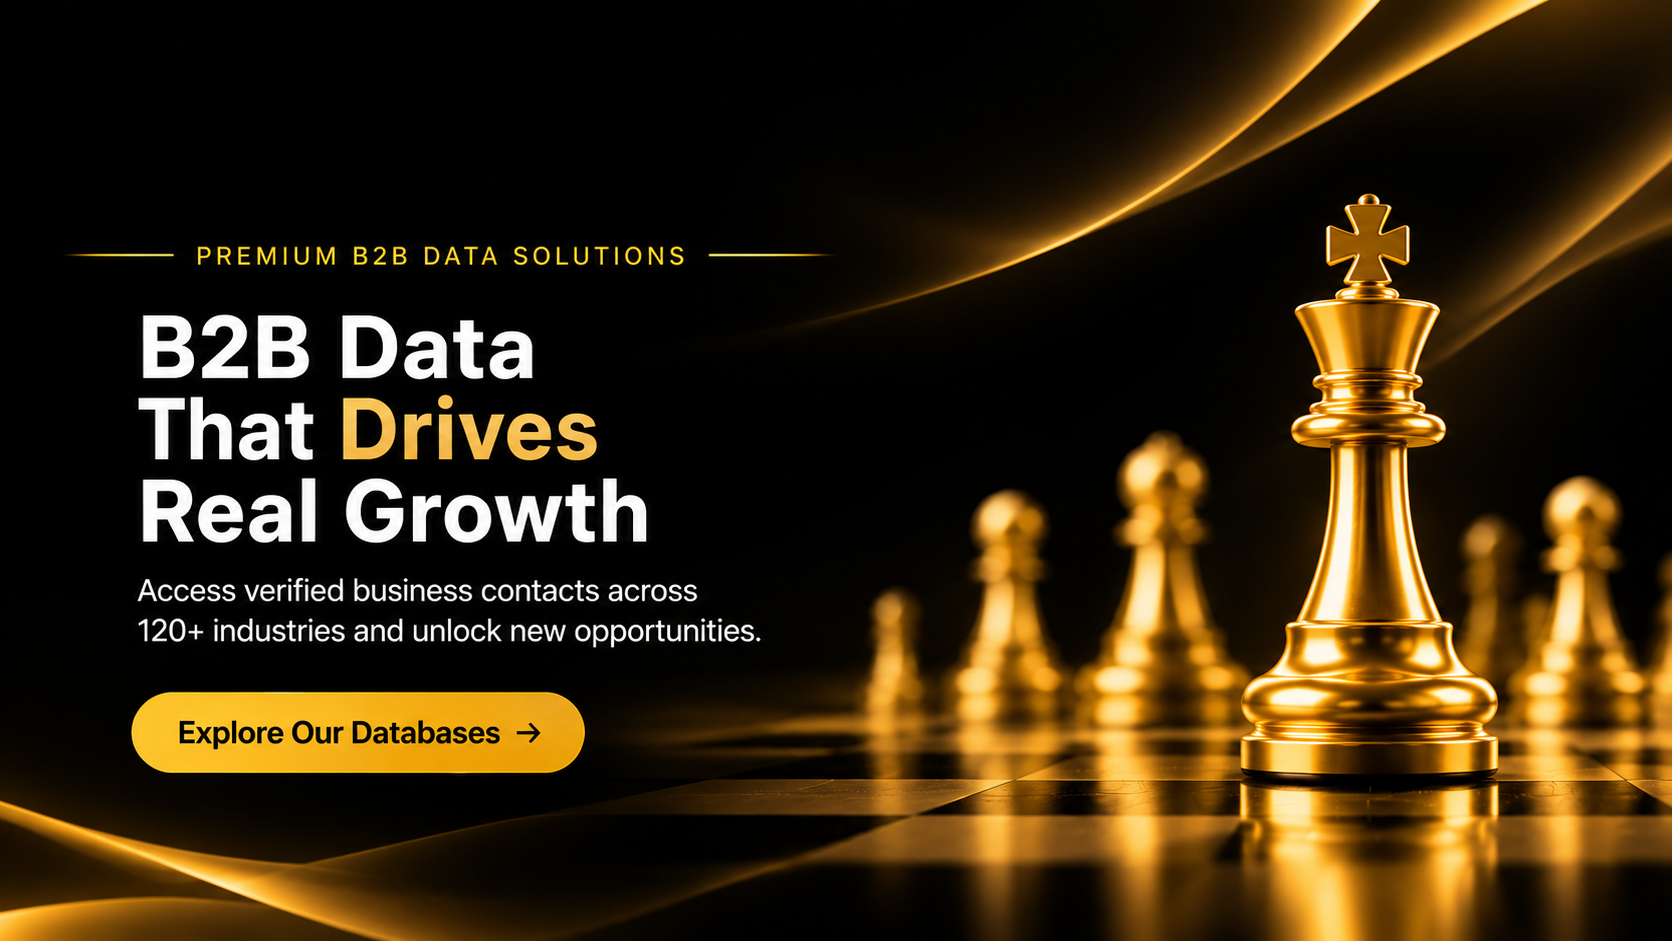 PREMIUM B2B DATA SOLUTIONS
B2B Data
That Drives
Real Growth
Access verified business contacts across
120+ industries and unlock new opportunities.
Explore Our Databases →